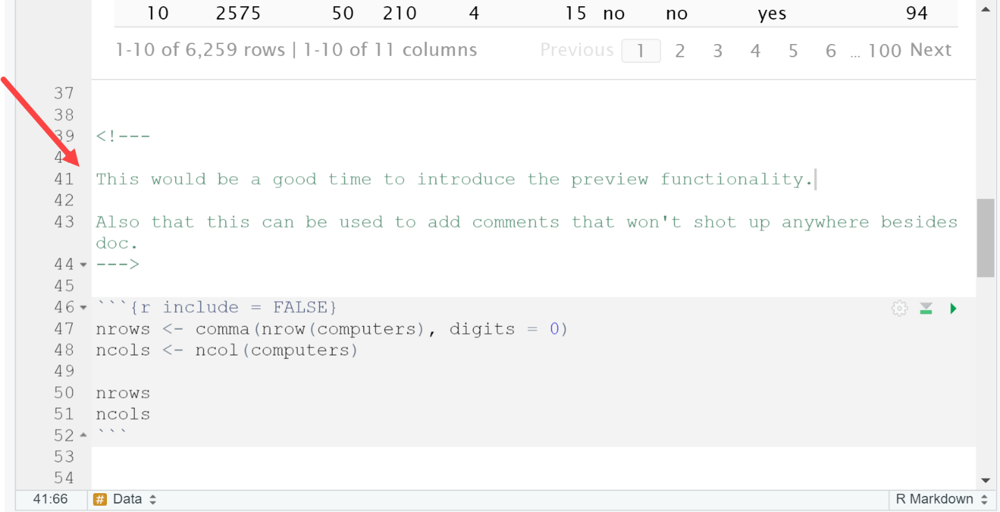 10 2575 50 210 4 15 no no yes 94
1-10 of 6,259 rows | 1-10 of 11 columns Previous 1 2 3 4 5 6 ... 100 Next
37
38
39 <!---
4
41 This would be a good time to introduce the preview functionality.
42
43 Also that this can be used to add comments that won't shot up anywhere besides
doc.
44 --->
45
46 ```{r include = FALSE}
47 nrows <- comma(nrow(computers), digits = 0)
48 ncols <- ncol(computers)
49
50 nrows
51 ncols
52 ```
53
54
41:66 # Data R Markdown